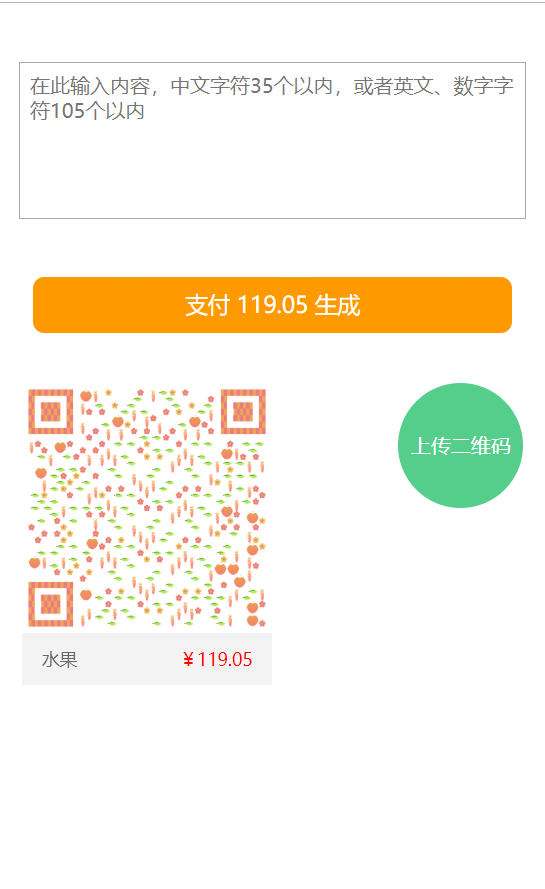 在此输入内容，中文字符35个以内，或者英文、数字字
符105个以内
支付 119.05 生成
上传二维码
水果
￥119.05